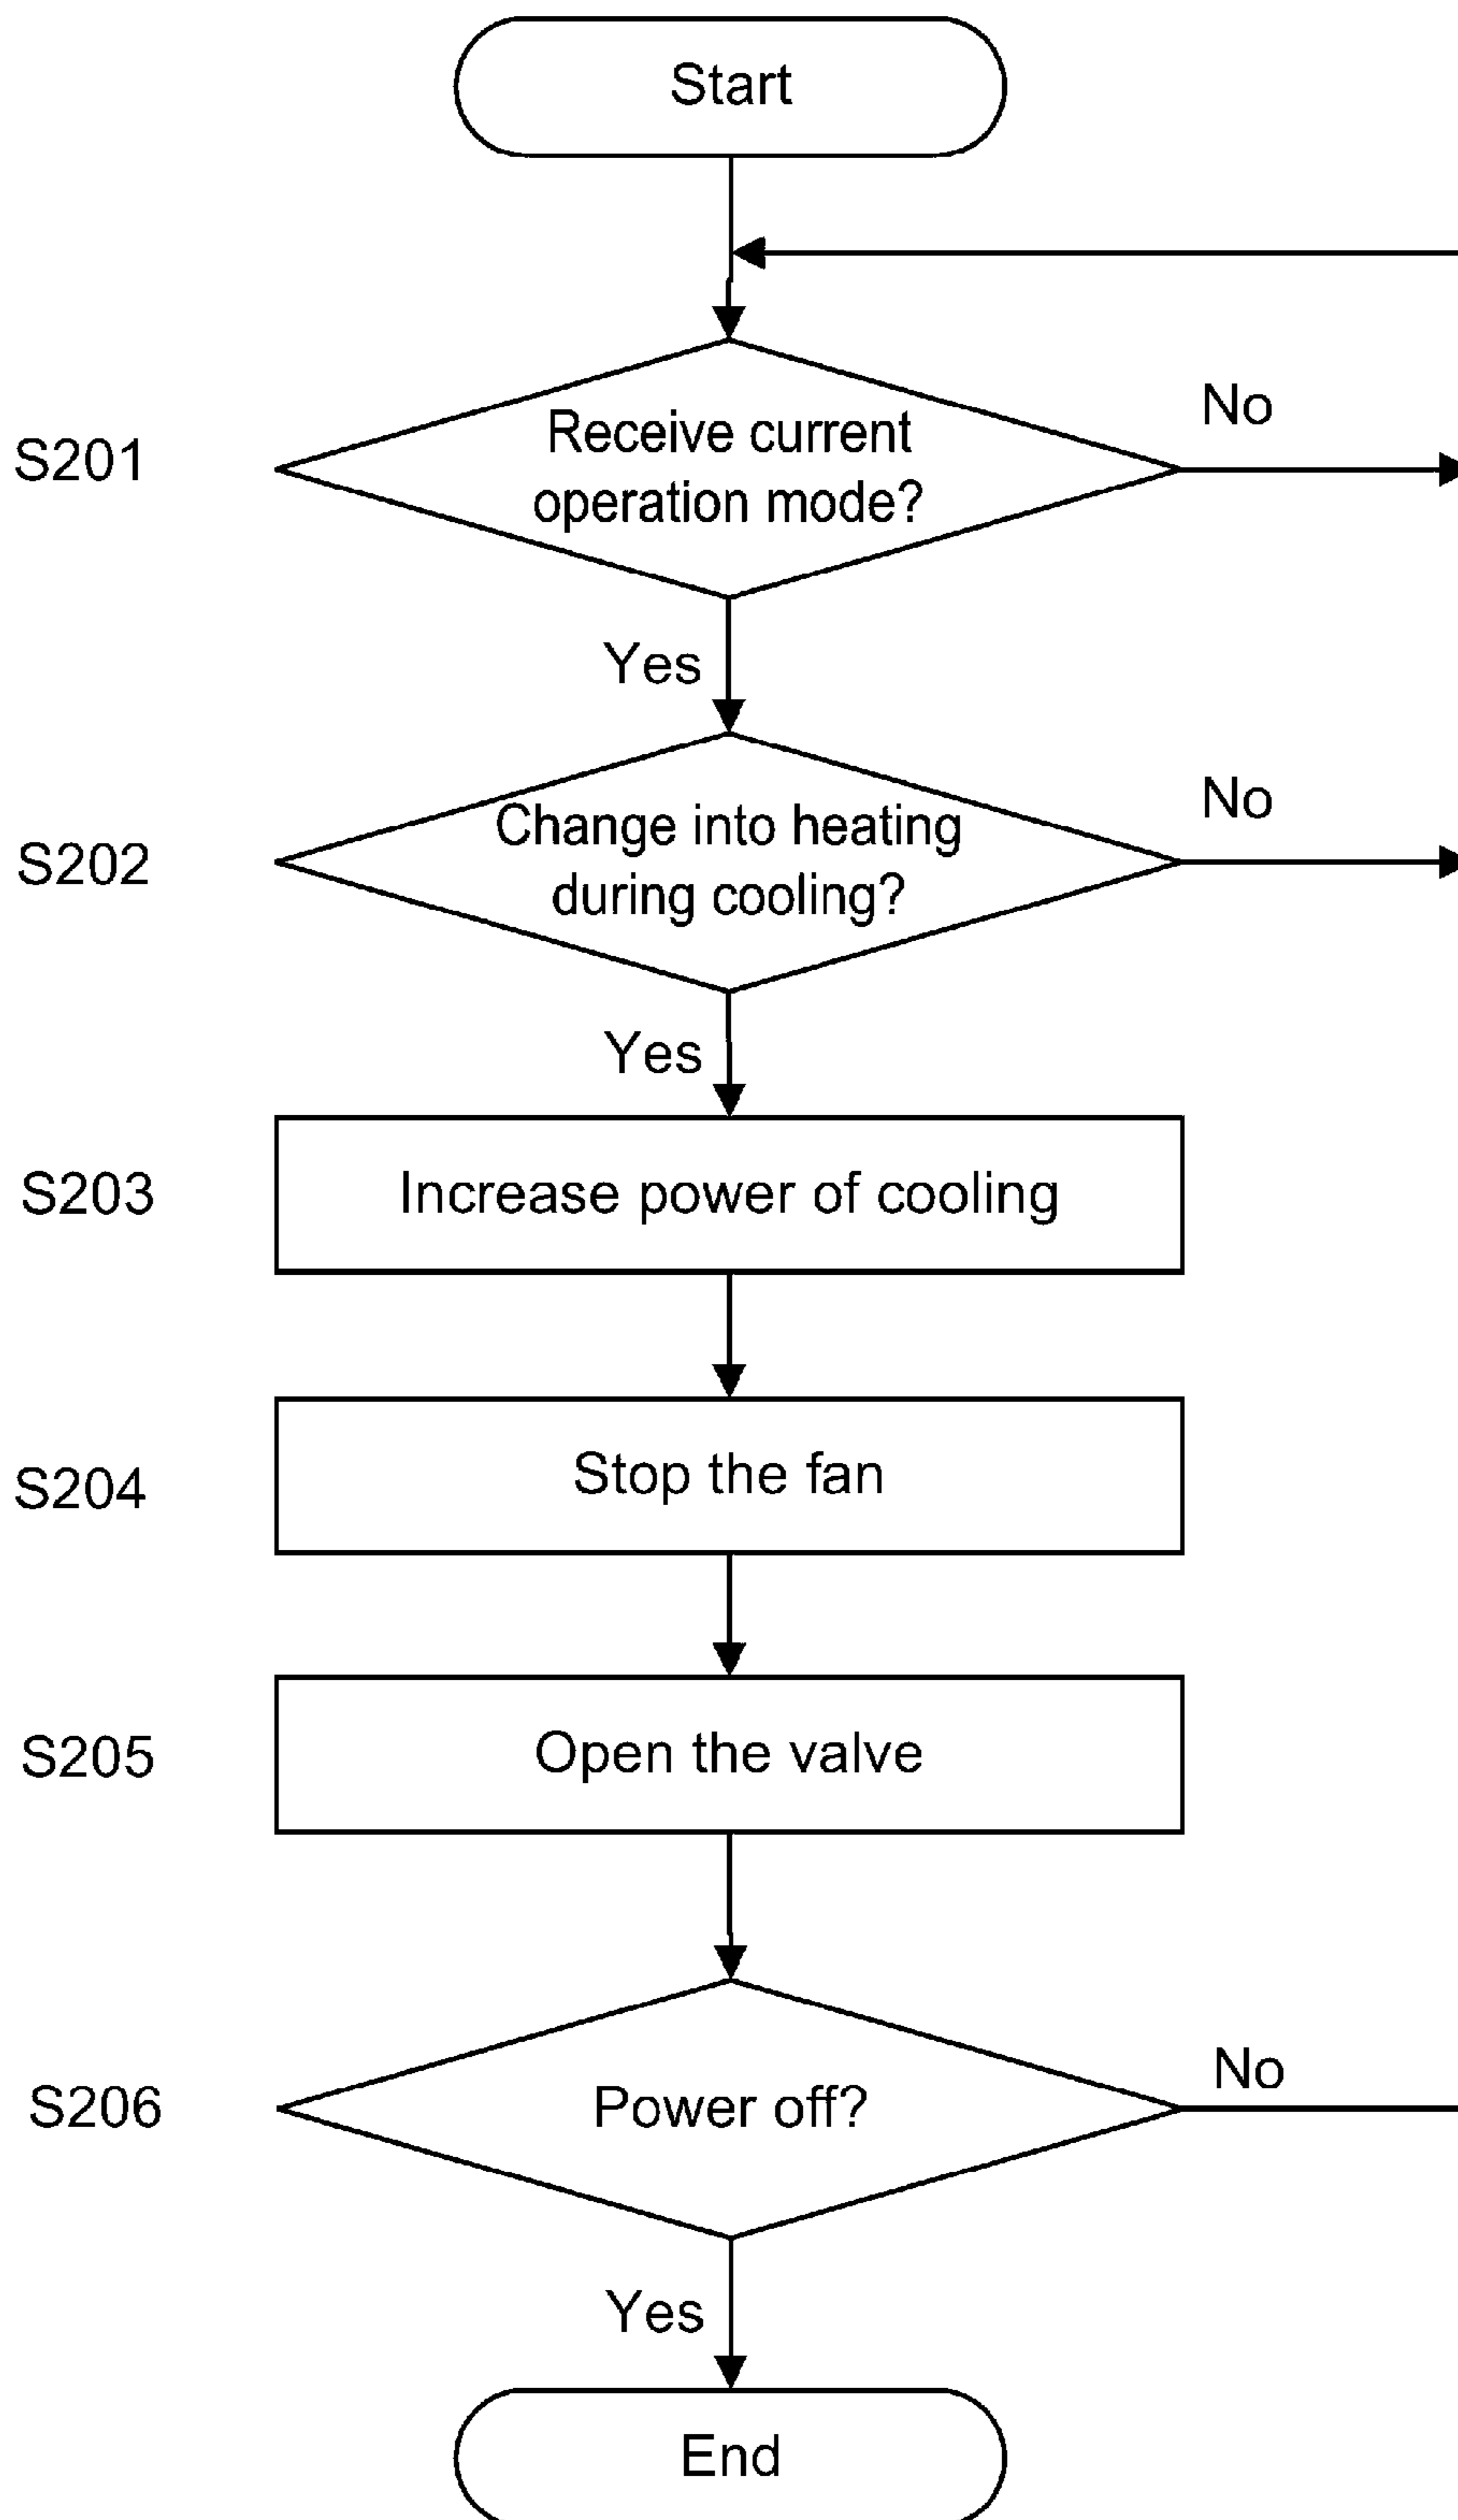 Start
S201
Receive current
operation mode?
No
Yes
S202
Change into heating
during cooling?
No
Yes
S203
Increase power of cooling
S204
Stop the fan
S205
Open the valve
S206
Power off?
No
Yes
End